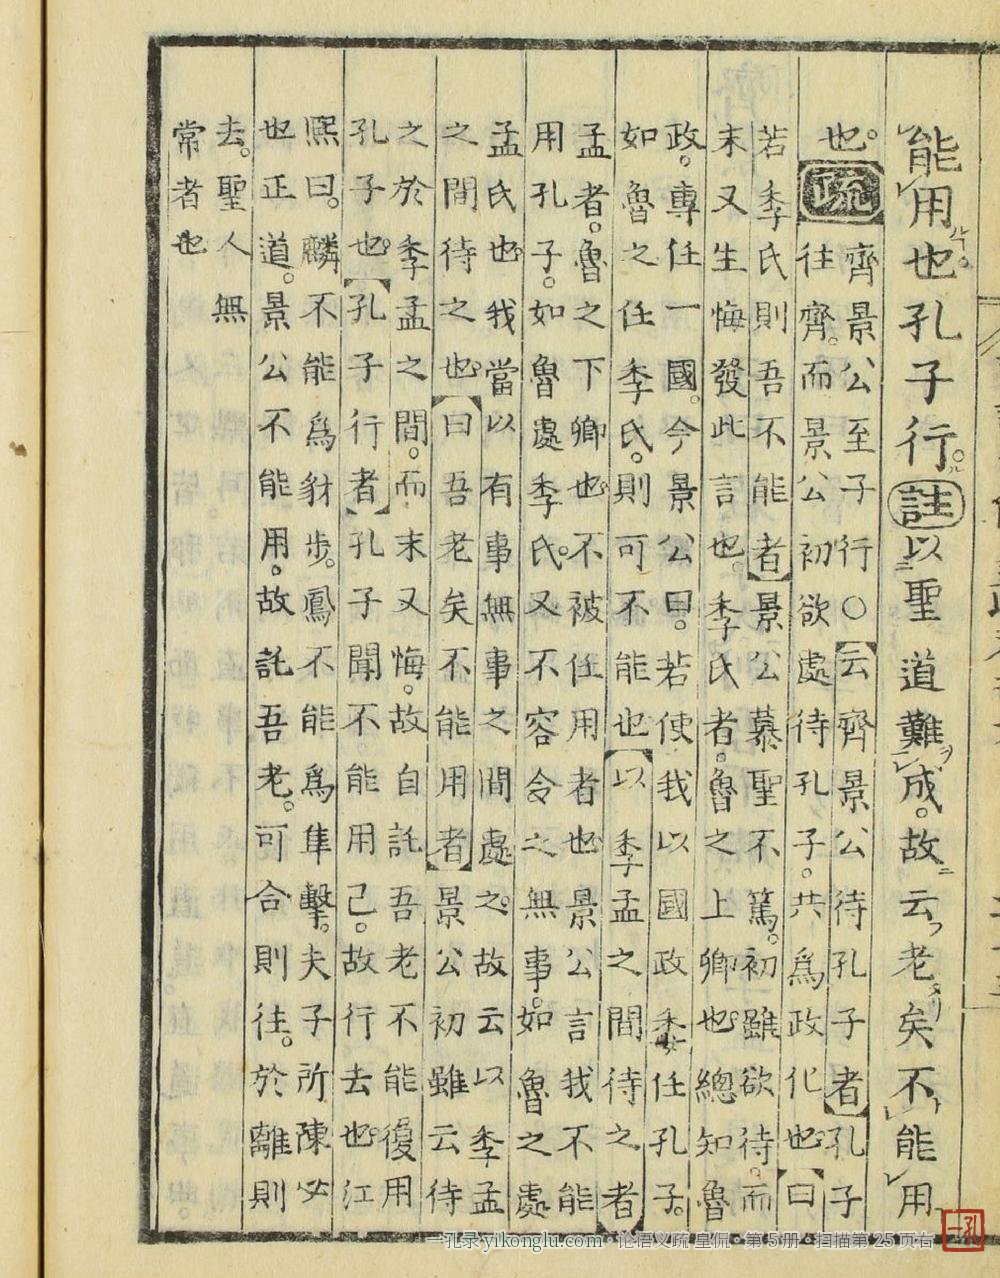 能用也孔子行。註以聖道難成。故云老矣不能用
也。疏
齊景公至子行〇云齊景公待孔子者孔子
往齊。而景公初欲處待孔子。共爲政化也。曰
若季氏則吾不能者景公慕聖不篤。初雖欲待。而
末又生悔發此言也。季氏者。魯之上卿也。總知魯
政。專任一國。今景公曰。若使我以國政委任孔子。
如魯之任季氏。則可不能也以季孟之間待之者
孟者。魯之下卿也。不被任用者也。景公言我不能
用孔子。如魯處季氏。又不容令之無事。如魯之處
孟氏也。我當以有事無事之間處之。故云以季孟
之間待之也。曰吾老矣不能用者景公初雖云待
之於季孟之間。而末又悔。故自託吾老不能復用
孔子也。孔子行者孔子聞不能用己。故行去也。江
熈曰。麟不能爲豺步。鳳不能爲隼擊。夫子所陳必
也正道。景公不能用。故託吾老。可合則往。於離則
去。聖人無
常者也
一孔
一孔录 yikonglu.com · 论语义疏 皇侃 · 第 5 册 · 扫描第 25 页右